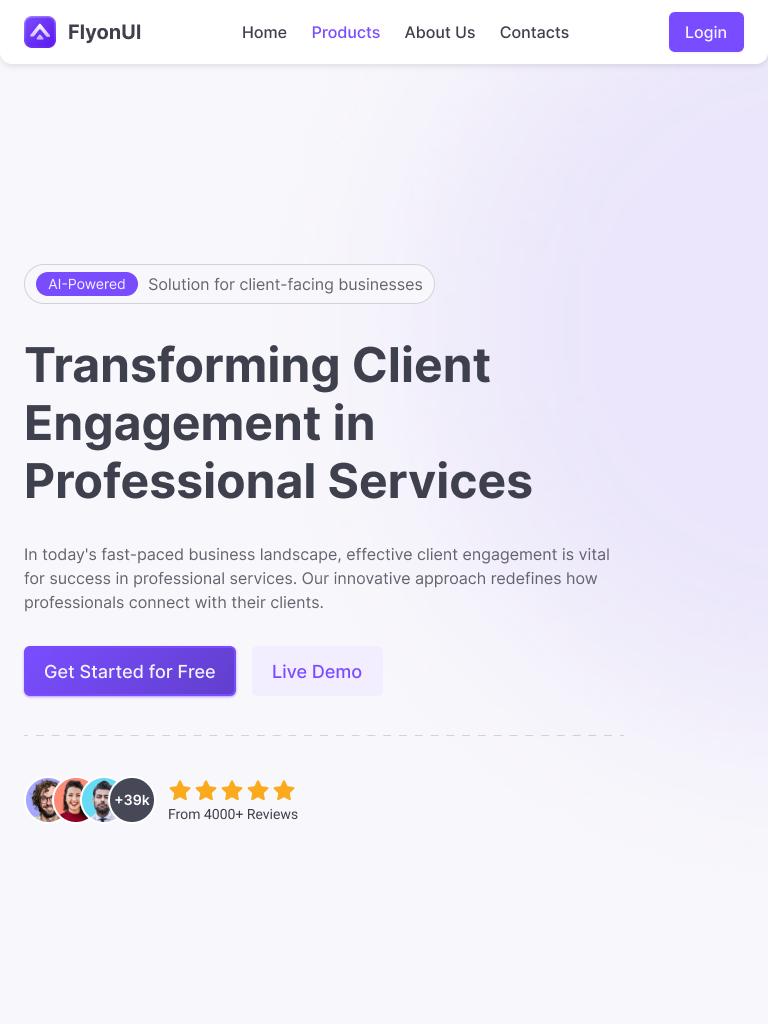 FlyonUI
Home
Products
About Us
Contacts
Login
AI-Powered
Solution for client-facing businesses
Transforming Client
Engagement in
Professional Services
In today's fast-paced business landscape, effective client engagement is vital
for success in professional services. Our innovative approach redefines how
professionals connect with their clients.
Get Started for Free
Live Demo
+39k
From 4000+ Reviews